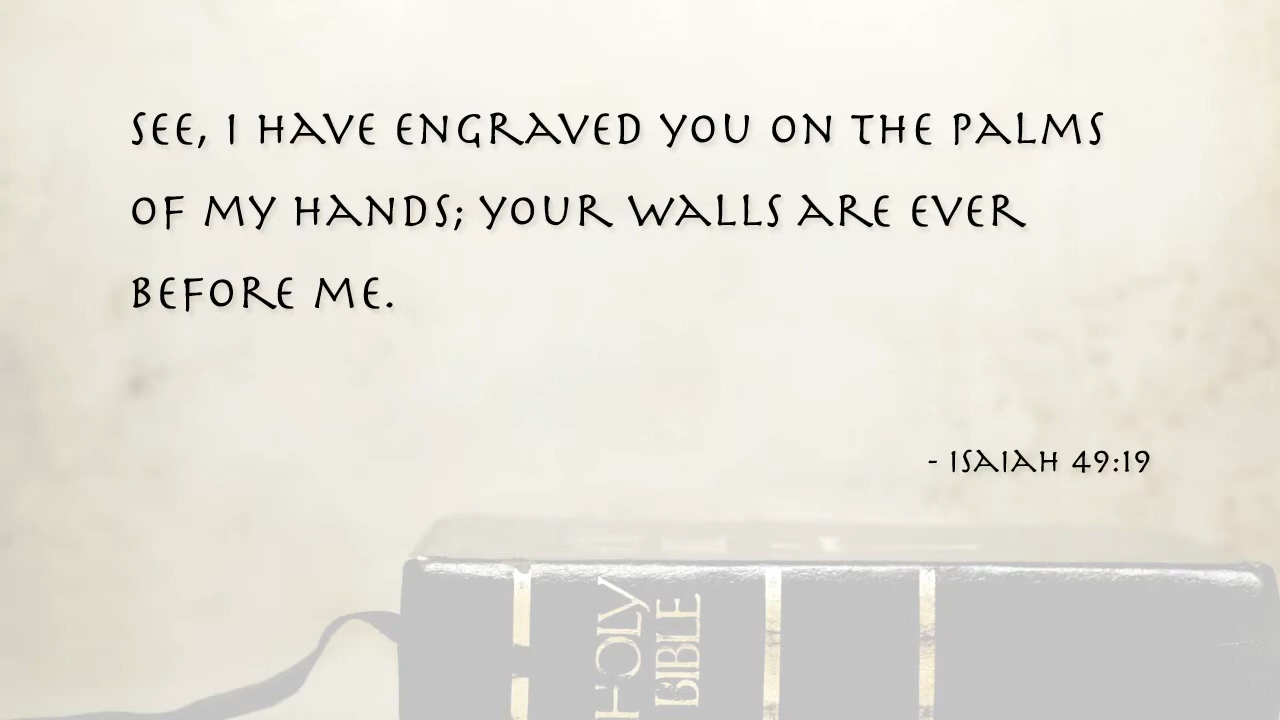 SEE, I HAVE ENGRAVED YOU ON THE PALMS
OF MY HANDS; YOUR WALLS ARE EVER
BEFORE ME.
- ISAIAH 49:19
HOLY
BIBLE